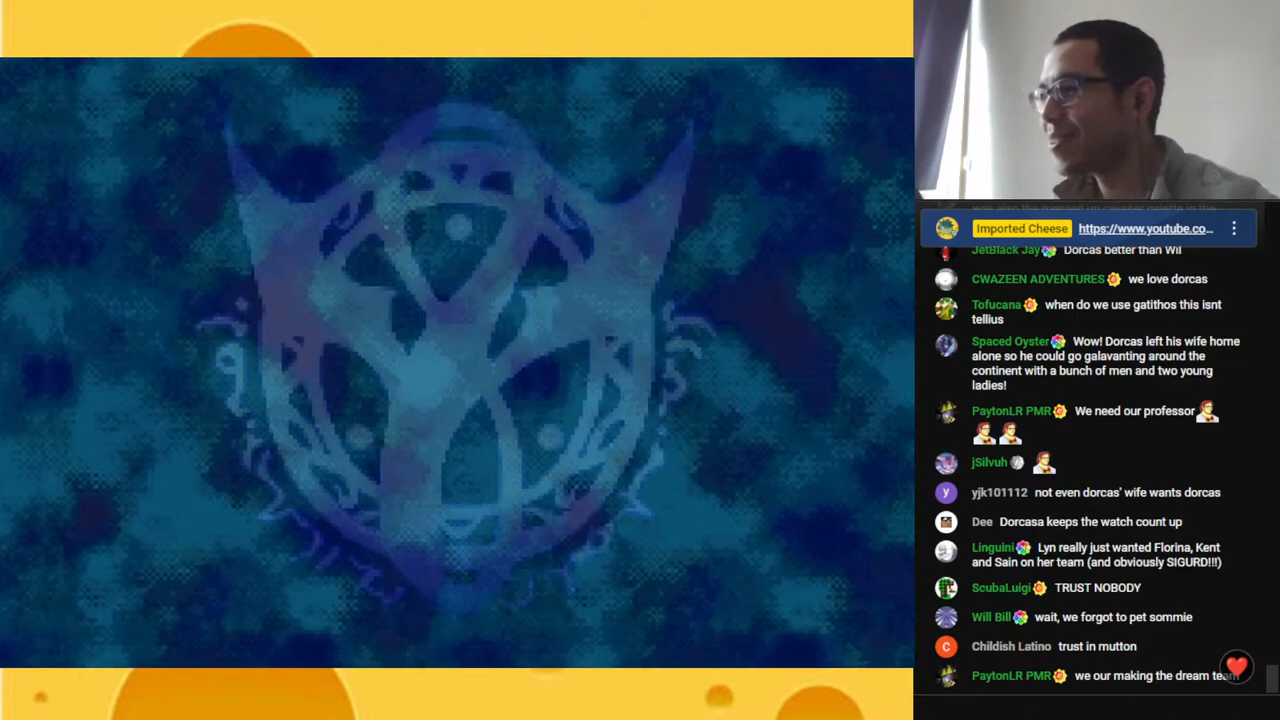 Imported Cheese https://www.youtube.co...
JetBlack Jay Dorcas better than Wil
CWAZEEN ADVENTURES we love dorcas
Tofucana when do we use gatithos this isnt
tellius
Spaced Oyster Wow! Dorcas left his wife home
alone so he could go galavanting around the
continent with a bunch of men and two young
ladies!
PaytonLR PMR We need our professor
jSilvuh
y yjk101112 not even dorcas' wife wants dorcas
Dee Dorcasa keeps the watch count up
Linguini Lyn really just wanted Florina, Kent
and Sain on her team (and obviously SIGURD!!!)
ScubaLuigi TRUST NOBODY
Will Bill wait, we forgot to pet sommie
C Childish Latino trust in mutton
PaytonLR PMR we our making the dream team